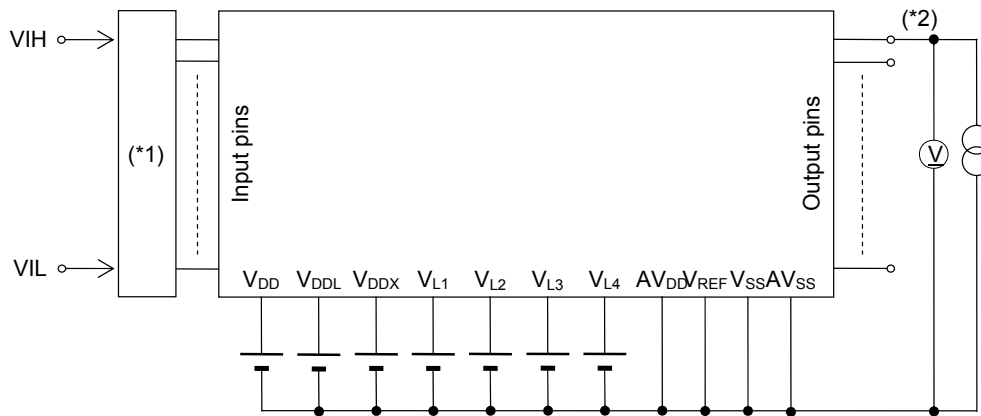 (*2)
VIH
(*1)
Input pins
Output pins
V
VIL
VDD VDDL VDDX VL1 VL2 VL3 VL4 AVDD VREF VSS AVSS